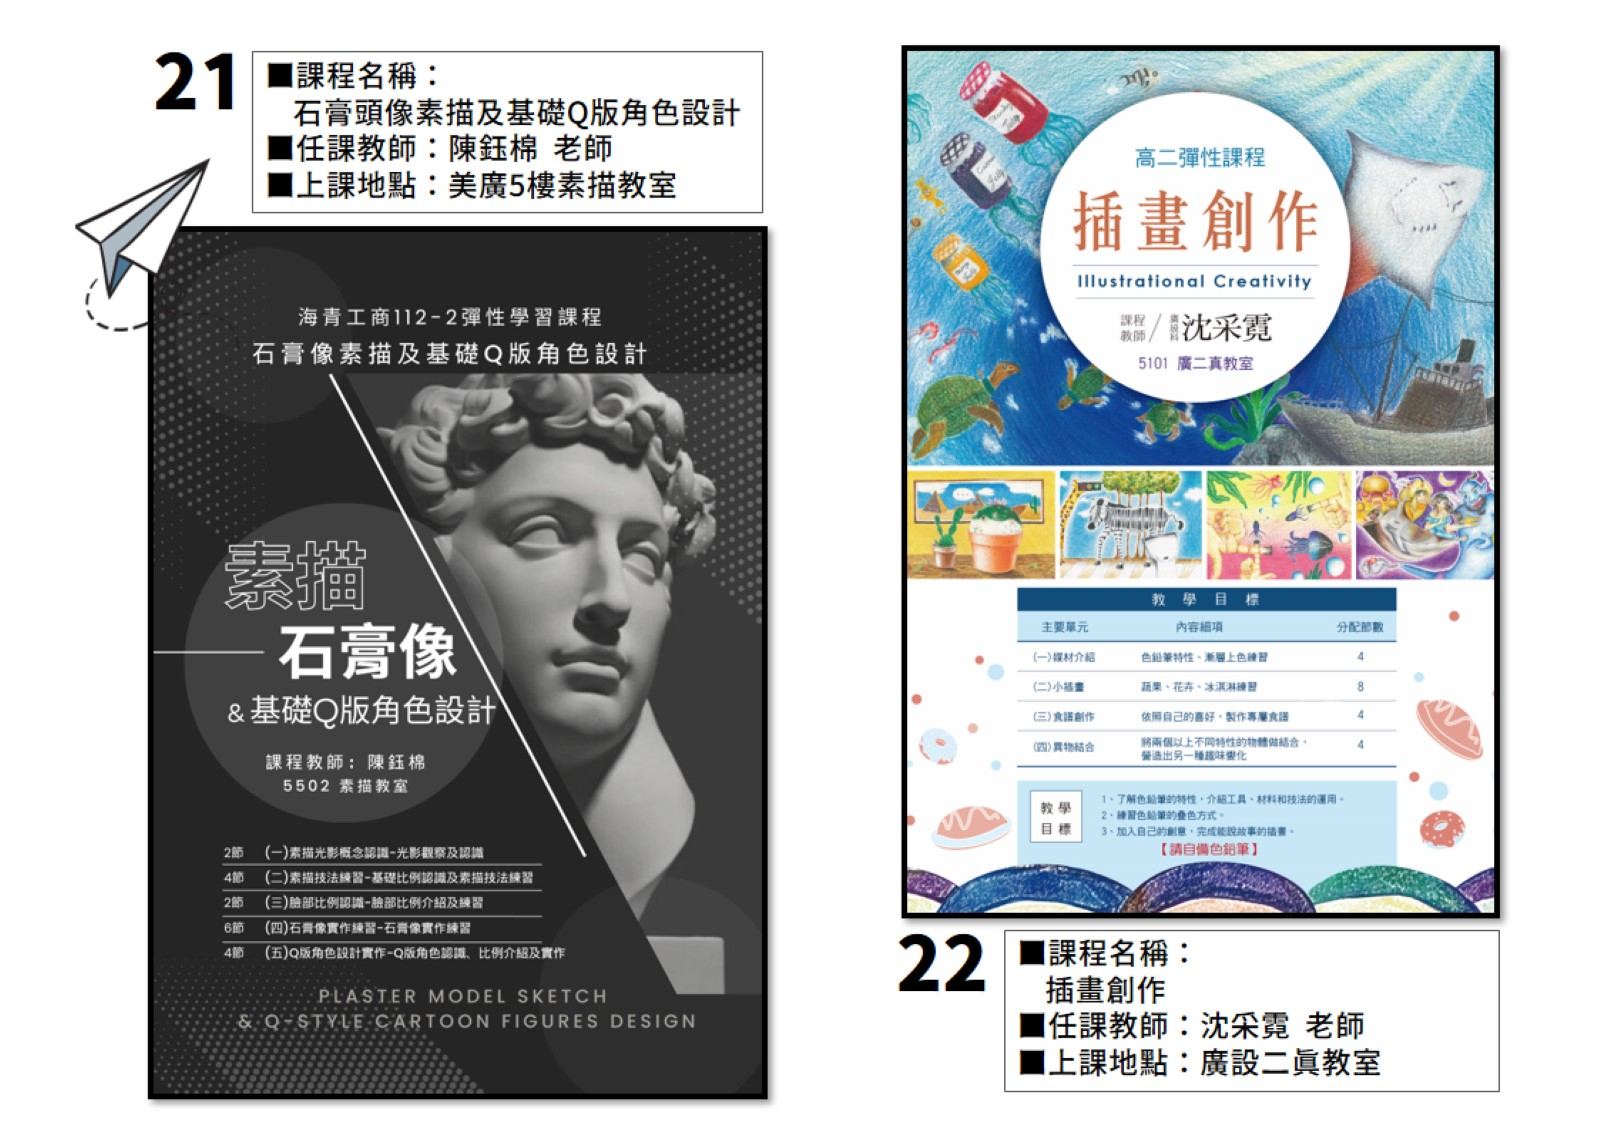 21
■課程名稱：
石膏頭像素描及基礎Q版角色設計
■任課教師：陳鈺棉 老師
■上課地點：美廣5樓素描教室
海青工商112-2彈性學習課程
石膏像素描及基礎Q版角色設計
素描
石膏像
&基礎Q版角色設計
課程教師: 陳鈺棉
5502 素描教室
2節 (一)素描光影概念認識-光影觀察及認識
4節 (二)素描技法練習-基礎比例認識及素描技法練習
2節 (三)臉部比例認識-臉部比例介紹及練習
6節 (四)石膏像實作練習-石膏像實作練習
4節 (五)Q版角色設計實作-Q版角色認識、比例介紹及實作
PLASTER MODEL SKETCH
& Q-STYLE CARTOON FIGURES DESIGN
高二彈性課程
插畫創作
Illustrational Creativity
課程教師/廣設科 沈采霓
5101 廣二真教室
教學目標
主要單元 內容細項 分配節數
(一)媒材介紹 色鉛筆特性、漸層上色練習 4
(二)小插畫 蔬果、花卉、冰淇淋練習 8
(三)食譜創作 依照自己的喜好，製作專屬食譜 4
(四)異物結合 將兩個以上不同特性的物體做結合， 4
營造出另一種趣味變化
教學目標
1、了解色鉛筆的特性，介紹工具、材料和技法的運用。
2、練習色鉛筆的疊色方式。
3、加入自己的創意，完成能說故事的插畫。
【請自備色鉛筆】
22
■課程名稱：
插畫創作
■任課教師：沈采霓 老師
■上課地點：廣設二真教室